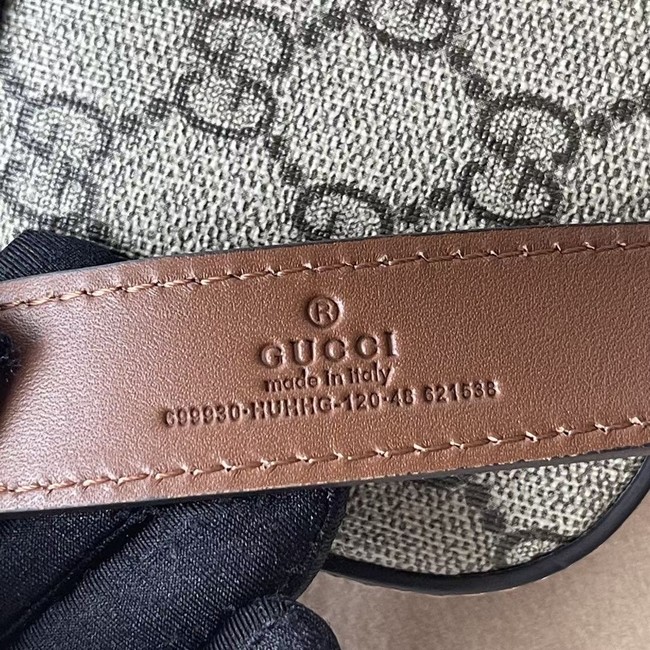 ®
GUCCI
made in Italy
699930·HUHHG-120·48 621538